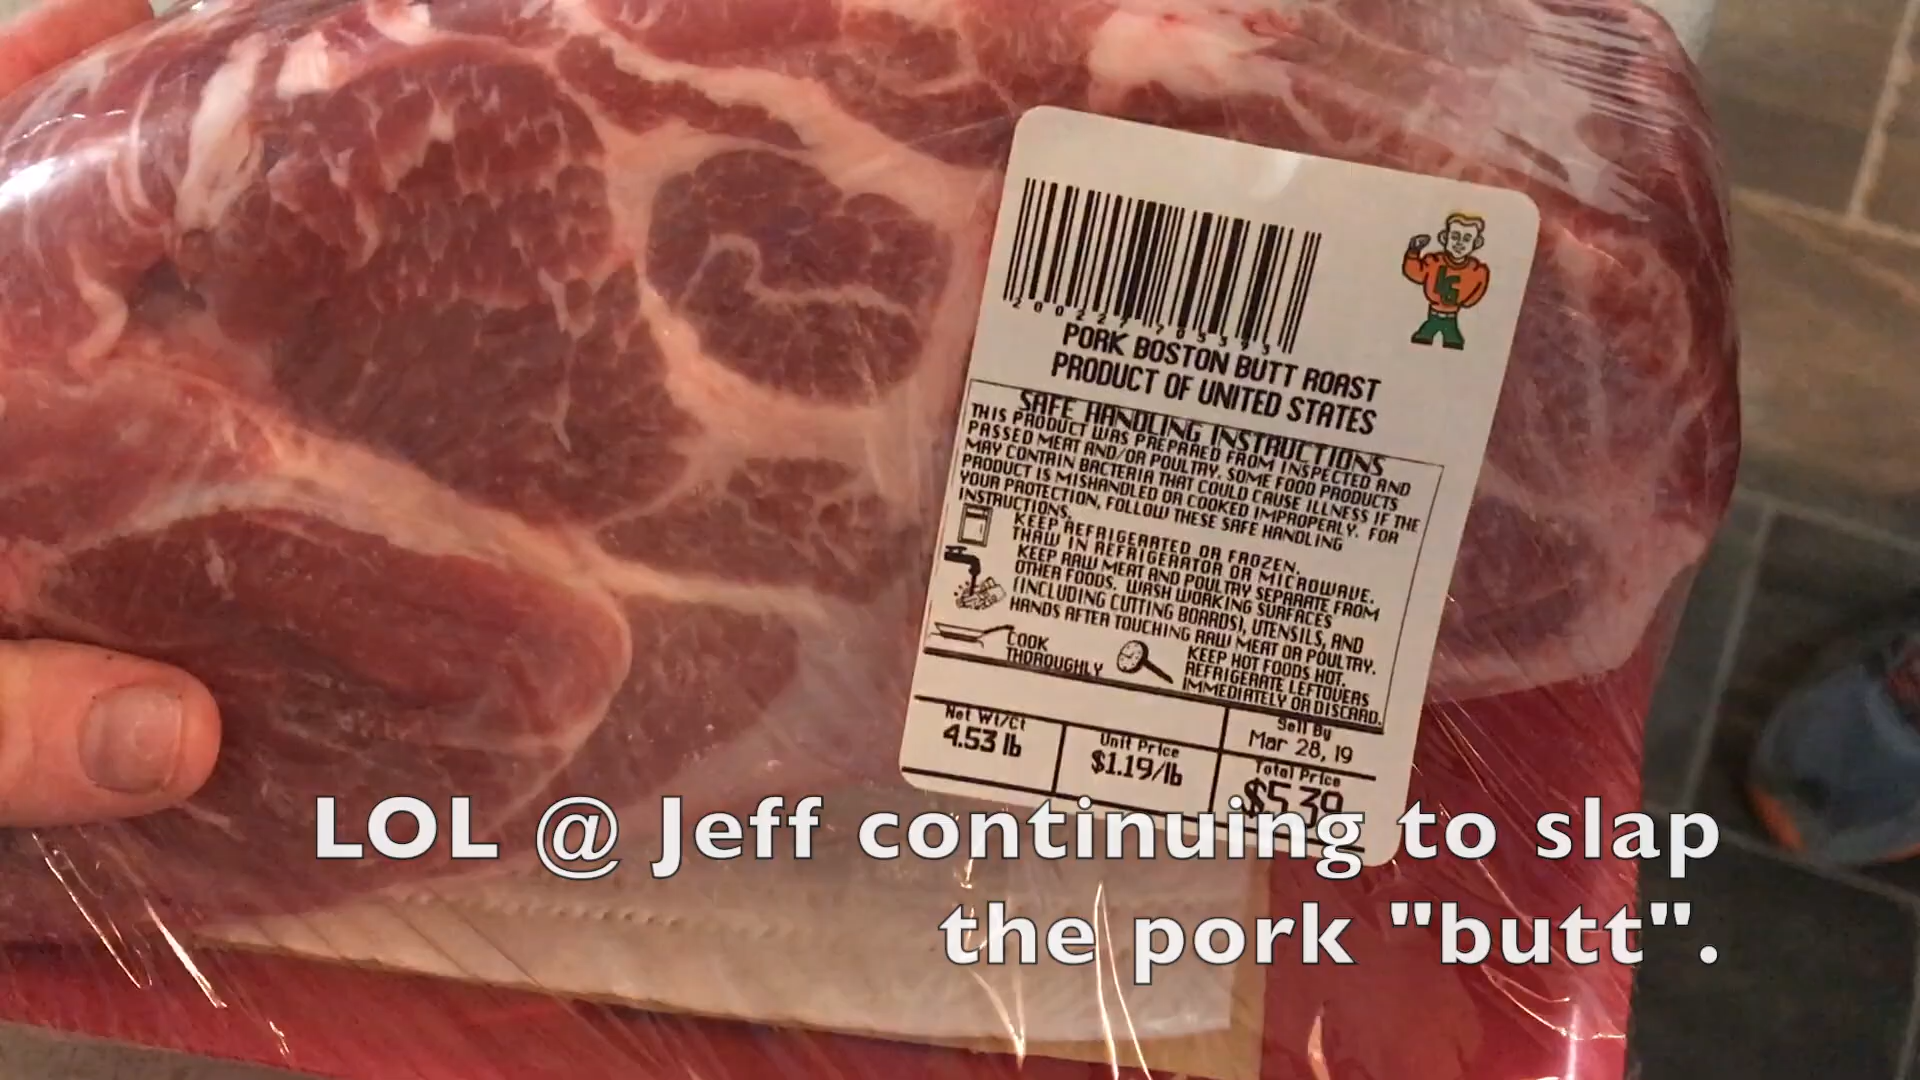 2 00227 70539 3
PORK BOSTON BUTT ROAST
PRODUCT OF UNITED STATES
SAFE HANDLING INSTRUCTIONS
THIS PRODUCT WAS PREPARED FROM INSPECTED AND
PASSED MEAT AND/OR POULTRY. SOME FOOD PRODUCTS
MAY CONTAIN BACTERIA THAT COULD CAUSE ILLNESS IF THE
PRODUCT IS MISHANDLED OR COOKED IMPROPERLY. FOR
YOUR PROTECTION, FOLLOW THESE SAFE HANDLING
INSTRUCTIONS.
KEEP REFRIGERATED OR FROZEN.
THAW IN REFRIGERATOR OR MICROWAVE.
KEEP RAW MEAT AND POULTRY SEPARATE FROM
OTHER FOODS. WASH WORKING SURFACES
(INCLUDING CUTTING BOARDS), UTENSILS, AND
HANDS AFTER TOUCHING RAW MEAT OR POULTRY.
COOK
THOROUGHLY
KEEP HOT FOODS HOT.
REFRIGERATE LEFTOVERS
IMMEDIATELY OR DISCARD.
Net Wt/Ct
4.53 lb
Unit Price
$1.19/lb
Sell By
Mar 28, 19
Total Price
$5.39
LOL @ Jeff continuing to slap
the pork "butt".